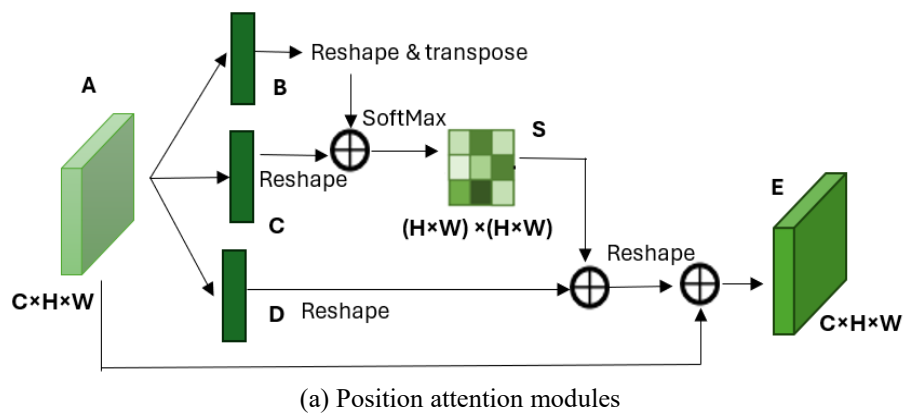 A
B
Reshape & transpose
SoftMax
S
Reshape
C
(H×W) ×(H×W)
E
Reshape
D
Reshape
C×H×W
C×H×W
(a) Position attention modules